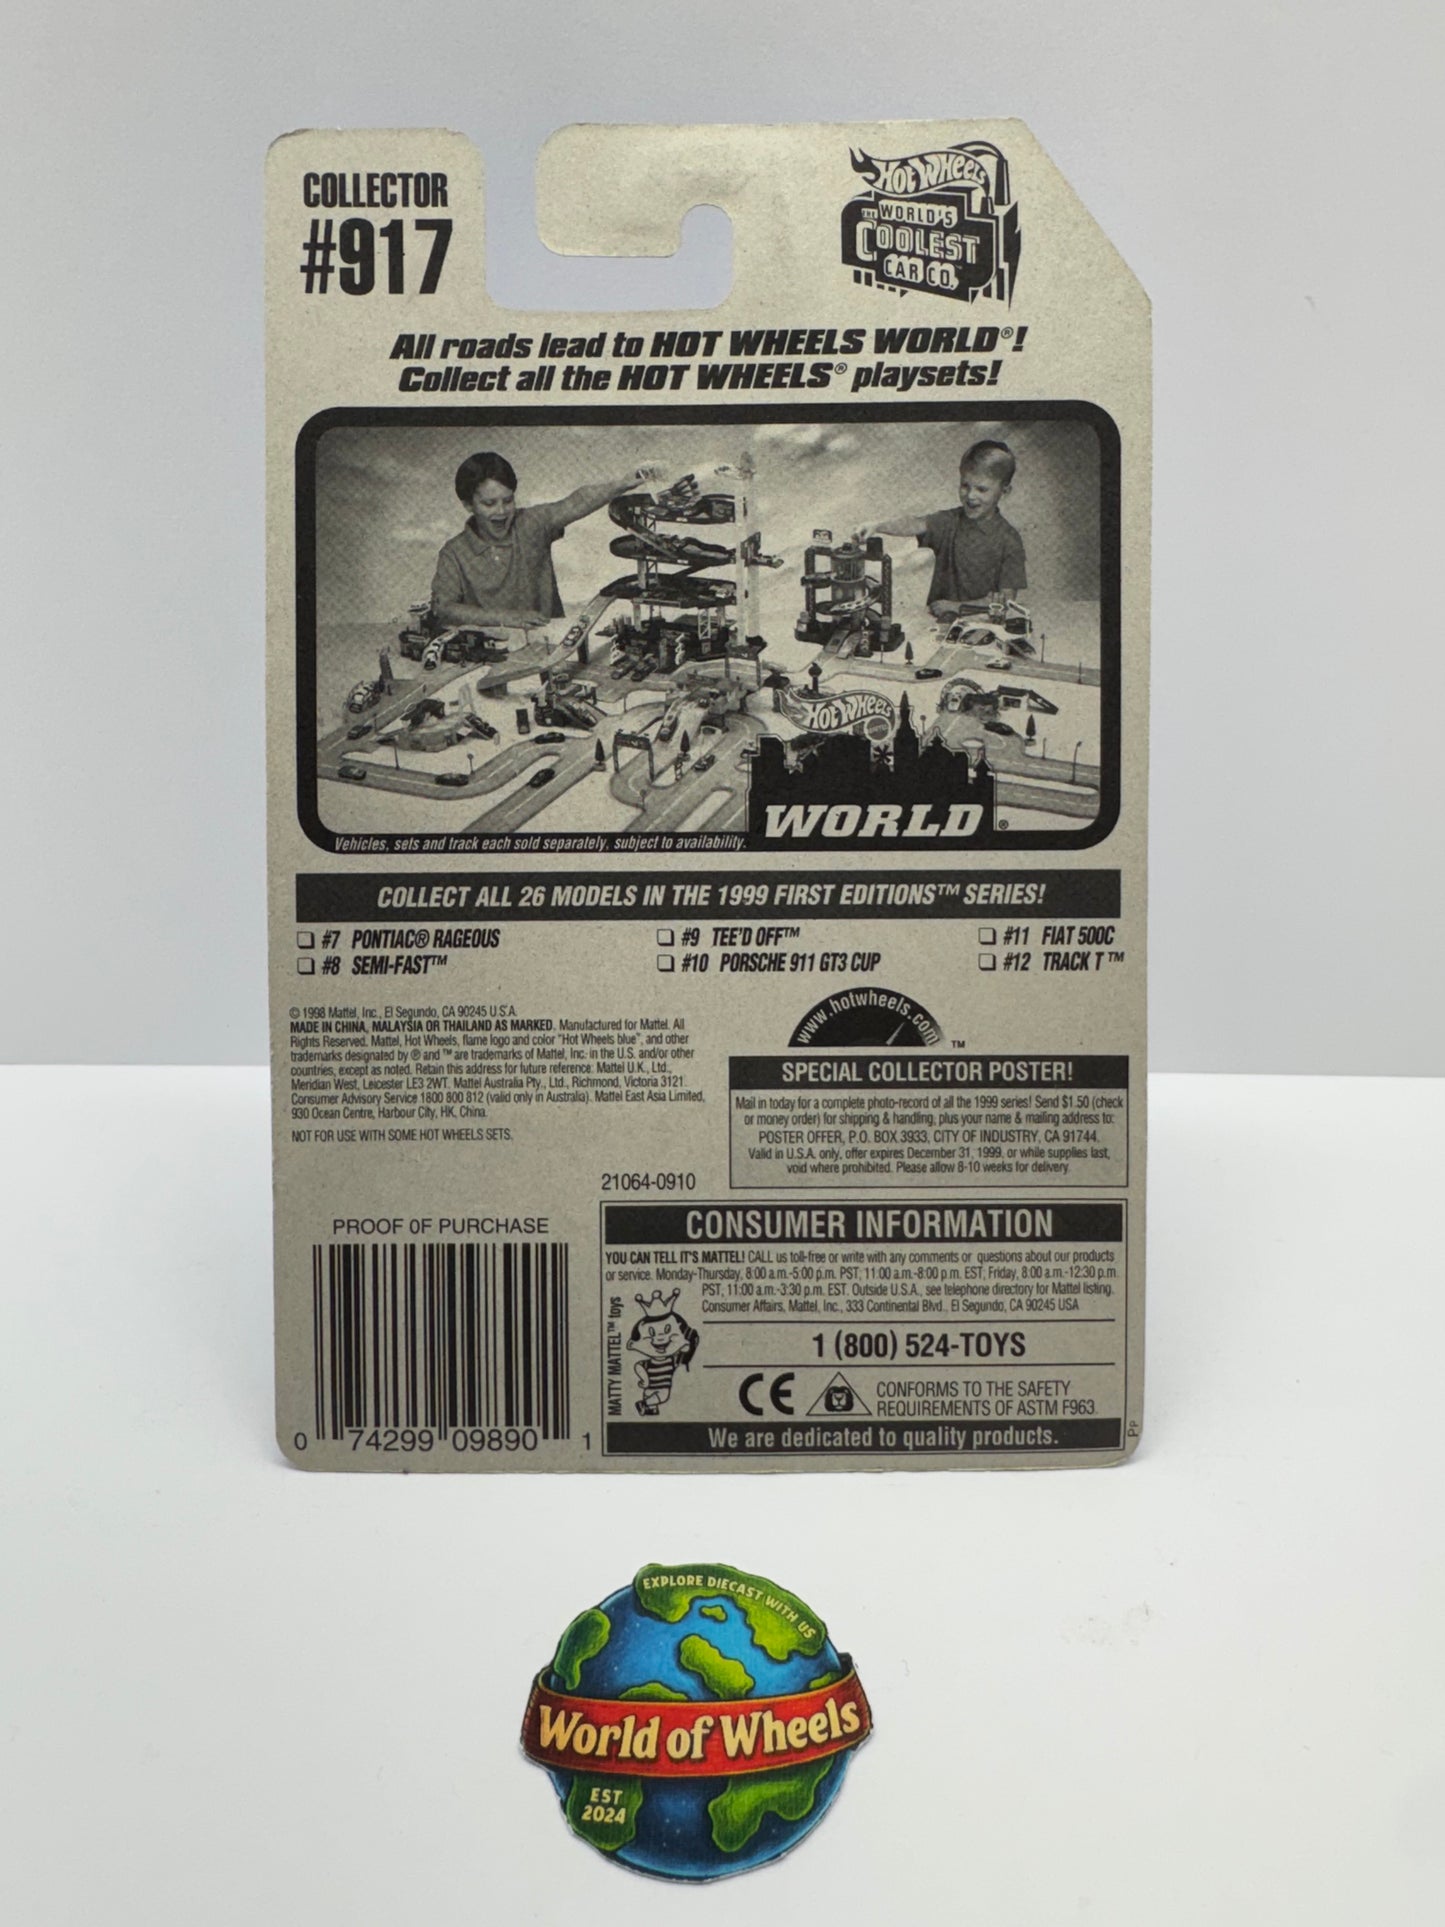 COLLECTOR
#917
HOT WHEELS
THE WORLD'S
COOLEST
CAR CO.™
All roads lead to HOT WHEELS WORLD®!
Collect all the HOT WHEELS® playsets!
HOT WHEELS
WORLD®
Vehicles, sets and track each sold separately, subject to availability.
COLLECT ALL 26 MODELS IN THE 1999 FIRST EDITIONS™ SERIES!
#7 PONTIAC® RAGEOUS
#8 SEMI-FAST™
#9 TEE'D OFF™
#10 PORSCHE 911 GT3 CUP
#11 FIAT 500C
#12 TRACK T™
© 1998 Mattel, Inc., El Segundo, CA 90245 U.S.A.
MADE IN CHINA, MALAYSIA OR THAILAND AS MARKED. Manufactured for Mattel. All
Rights Reserved. Mattel, Hot Wheels, flame logo and color "Hot Wheels blue", and other
trademarks designated by ® and ™ are trademarks of Mattel, Inc. in the U.S. and/or other
countries, except as noted. Retain this address for future reference: Mattel U.K., Ltd.,
Meridian West, Leicester LE3 2WT. Mattel Australia Pty., Ltd., Richmond, Victoria 3121.
Consumer Advisory Service 1800 800 812 (valid only in Australia). Mattel East Asia Limited,
930 Ocean Centre, Harbour City, HK, China.
NOT FOR USE WITH SOME HOT WHEELS SETS.
21064-0910
www.hotwheels.com™
SPECIAL COLLECTOR POSTER!
Mail in today for a complete photo-record of all the 1999 series! Send $1.50 (check
or money order) for shipping & handling, plus your name & mailing address to:
POSTER OFFER, P.O. BOX 3933, CITY OF INDUSTRY, CA 91744.
Valid in U.S.A. only, offer expires December 31, 1999, or while supplies last,
void where prohibited. Please allow 8-10 weeks for delivery.
PROOF OF PURCHASE
0 74299 09890 1
CONSUMER INFORMATION
YOU CAN TELL IT'S MATTEL! CALL us toll-free or write with any comments or questions about our products
or service. Monday-Thursday, 8:00 a.m.-5:00 p.m. PST, 11:00 a.m.-8:00 p.m. EST, Friday, 8:00 a.m.-12:30 p.m.
PST, 11:00 a.m.-3:30 p.m. EST. Outside U.S.A., see telephone directory for Mattel listing.
Consumer Affairs, Mattel, Inc., 333 Continental Blvd., El Segundo, CA 90245 USA
MATTY MATTEL™ toys
1 (800) 524-TOYS
CE
CONFORMS TO THE SAFETY
REQUIREMENTS OF ASTM F963.
We are dedicated to quality products.
PP
EXPLORE DIECAST WITH US
World of Wheels
EST
2024